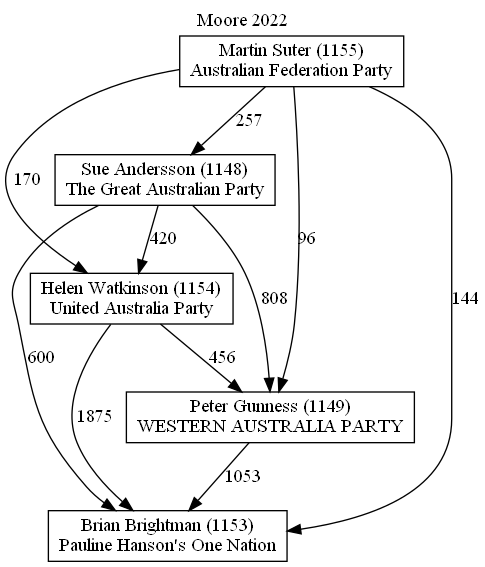 Moore 2022
Martin Suter (1155)
Australian Federation Party
257
Sue Andersson (1148)
The Great Australian Party
170
420
96
Helen Watkinson (1154)
United Australia Party
808
144
600
456
Peter Gunness (1149)
WESTERN AUSTRALIA PARTY
1875
1053
Brian Brightman (1153)
Pauline Hanson's One Nation